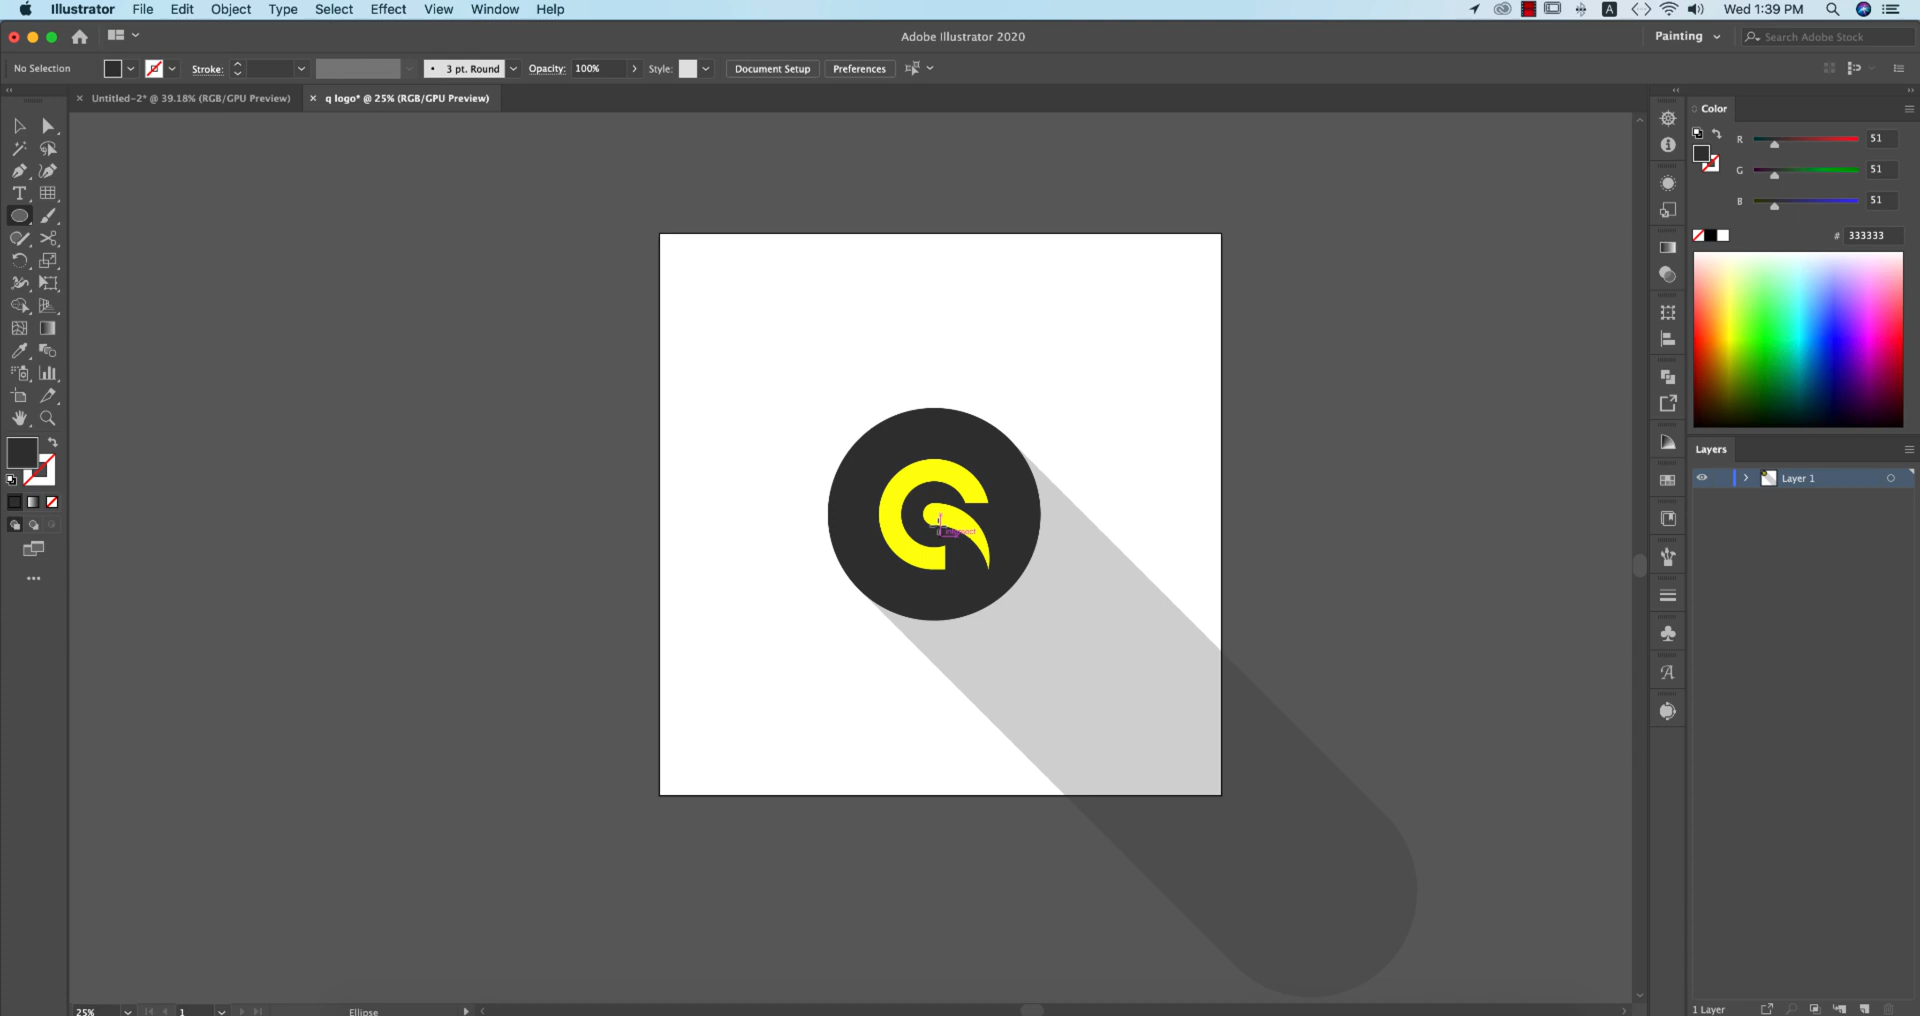 Illustrator File Edit Object Type Select Effect View Window Help A Wed 1:39 PM
Adobe Illustrator 2020 Painting Search Adobe Stock
No Selection Stroke: 3 pt. Round Opacity: 100% Style: Document Setup Preferences
Untitled-2* @ 39.18% (RGB/GPU Preview) q logo* @ 25% (RGB/GPU Preview)
Color
R 51
G 51
B 51
# 333333
intersect
Layers
Layer 1
25% 1 Ellipse 1 Layer